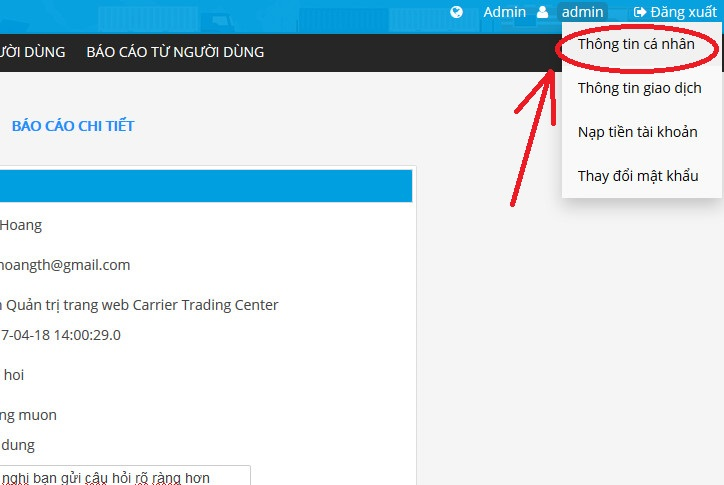 Admin admin Đăng xuất
DÙNG BÁO CÁO TỪ NGƯỜI DÙNG
Thông tin cá nhân
Thông tin giao dịch
Nạp tiền tài khoản
Thay đổi mật khẩu
BÁO CÁO CHI TIẾT
Hoang
hoangth@gmail.com
Quản trị trang web Carrier Trading Center
7-04-18 14:00:29.0
hoi
muon
dung
nghị bạn gửi câu hỏi rõ ràng hơn